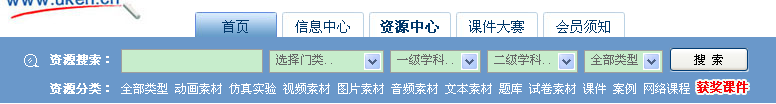 www.uken.cn
首页 信息中心 资源中心 课件大赛 会员须知
资源搜索： 选择门类.. 一级学科.. 二级学科.. 全部类型 搜 索
资源分类： 全部类型 动画素材 仿真实验 视频素材 图片素材 音频素材 文本素材 题库 试卷素材 课件 案例 网络课程 获奖课件